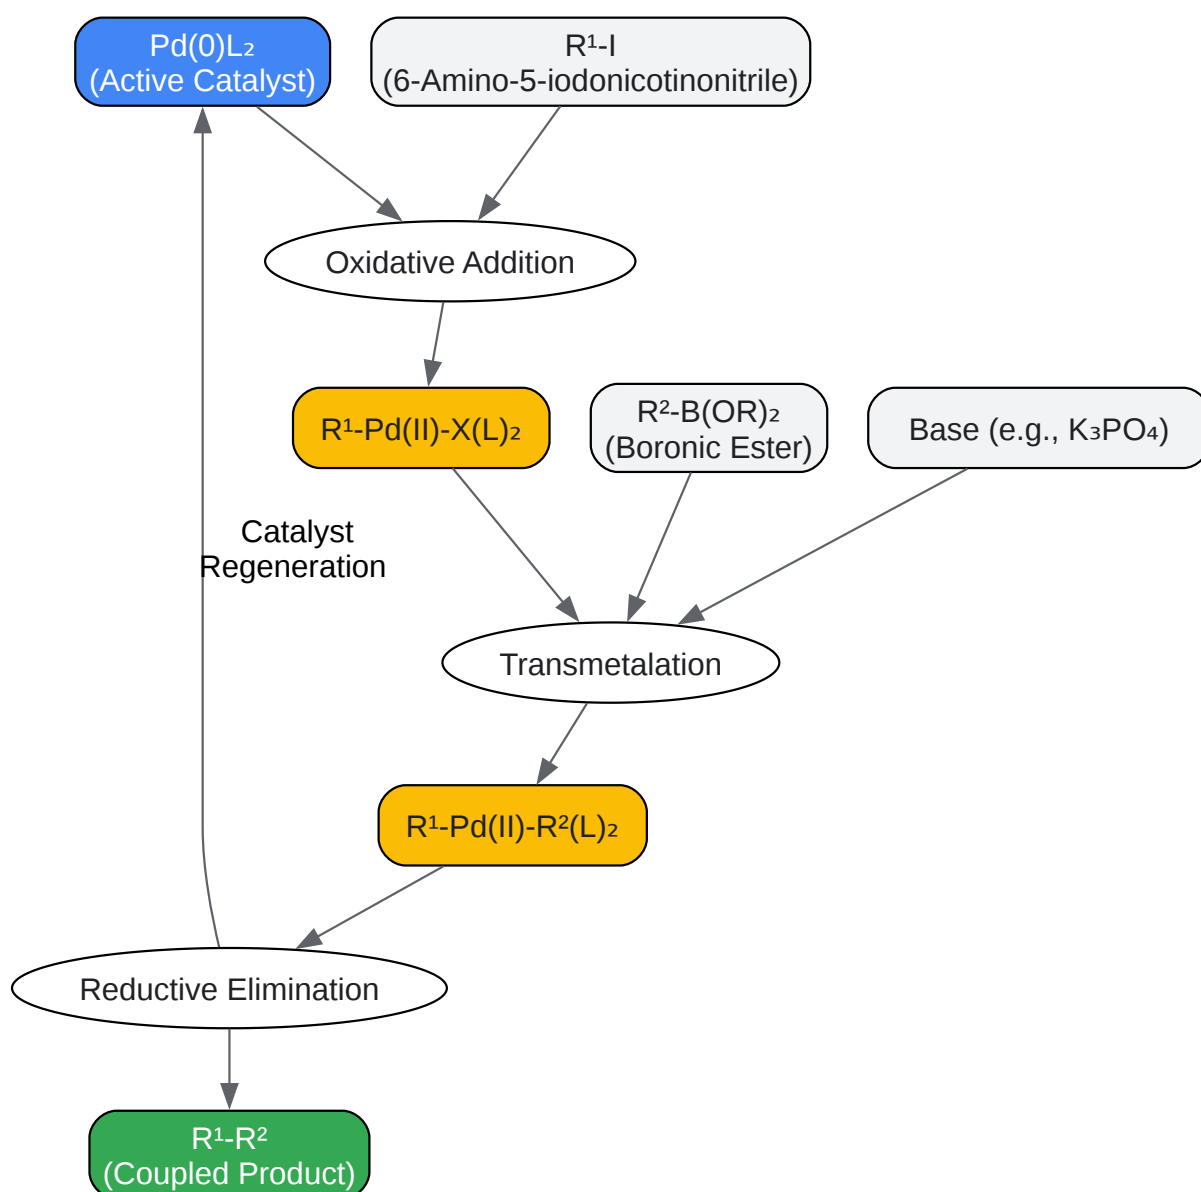 Pd(0)L₂
(Active Catalyst)
R¹-I
(6-Amino-5-iodonicotinonitrile)
Oxidative Addition
R¹-Pd(II)-X(L)₂
R²-B(OR)₂
(Boronic Ester)
Base (e.g., K₃PO₄)
Catalyst
Regeneration
Transmetalation
R¹-Pd(II)-R²(L)₂
Reductive Elimination
R¹-R²
(Coupled Product)